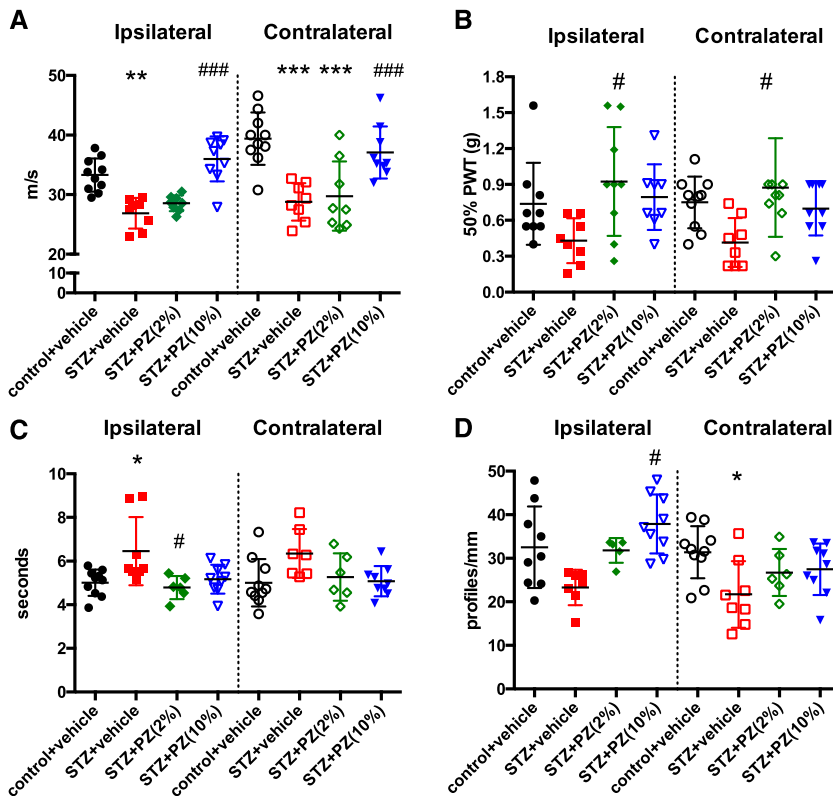 A
Ipsilateral
Contralateral
** ### *** *** ###
50
40
30
20
10
0
m/s
control+vehicle
STZ+vehicle
STZ+PZ(2%)
STZ+PZ(10%)
control+vehicle
STZ+vehicle
STZ+PZ(2%)
STZ+PZ(10%)
B
Ipsilateral
Contralateral
# #
1.8
1.5
1.2
0.9
0.6
0.3
0.0
50% PWT (g)
control+vehicle
STZ+vehicle
STZ+PZ(2%)
STZ+PZ(10%)
control+vehicle
STZ+vehicle
STZ+PZ(2%)
STZ+PZ(10%)
C
Ipsilateral
Contralateral
*
#
10
8
6
4
2
0
seconds
control+vehicle
STZ+vehicle
STZ+PZ(2%)
STZ+PZ(10%)
control+vehicle
STZ+vehicle
STZ+PZ(2%)
STZ+PZ(10%)
D
Ipsilateral
Contralateral
#
*
50
40
30
20
10
0
profiles/mm
control+vehicle
STZ+vehicle
STZ+PZ(2%)
STZ+PZ(10%)
control+vehicle
STZ+vehicle
STZ+PZ(2%)
STZ+PZ(10%)